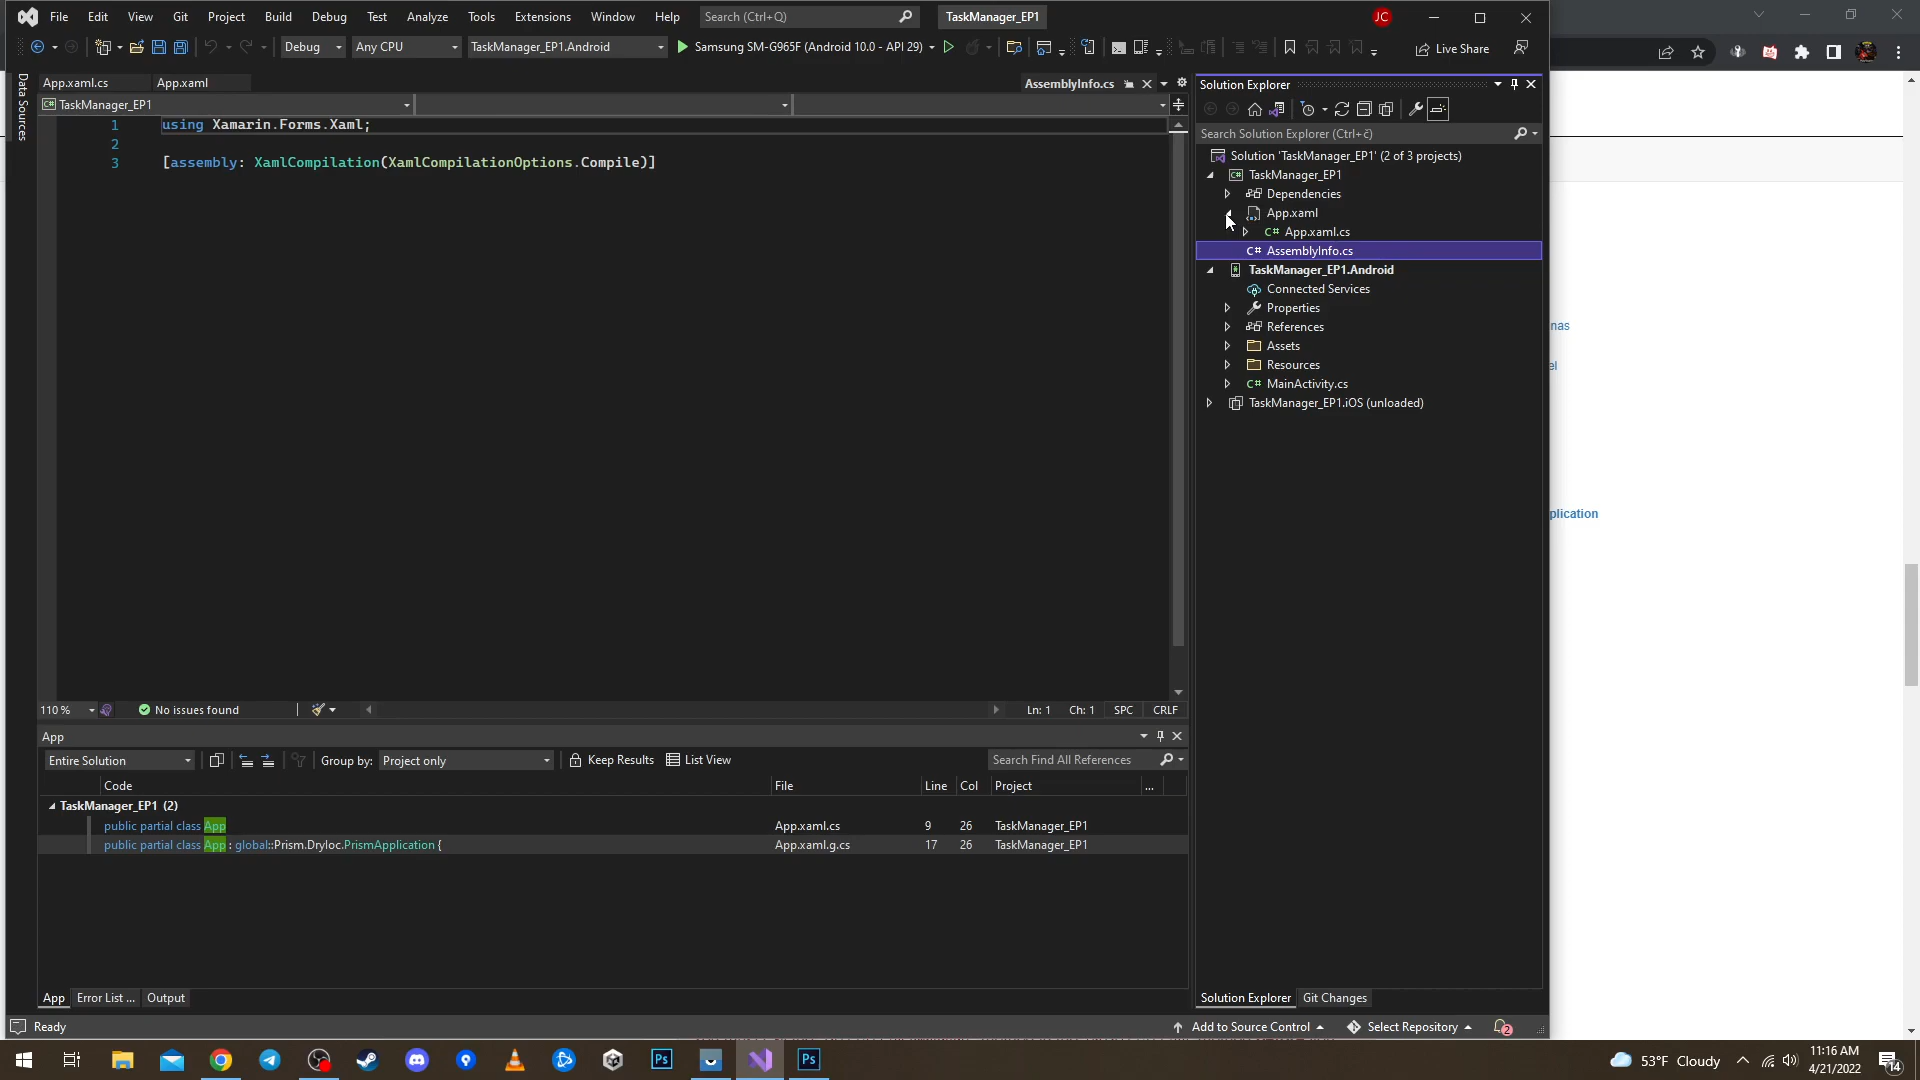 File Edit View Git Project Build Debug Test Analyze Tools Extensions Window Help Search (Ctrl+Q) TaskManager_EP1 JC
Debug Any CPU TaskManager_EP1.Android Samsung SM-G965F (Android 10.0 - API 29) Live Share
Data Sources
App.xaml.cs App.xaml AssemblyInfo.cs
C# TaskManager_EP1
1 using Xamarin.Forms.Xaml;
2
3 [assembly: XamlCompilation(XamlCompilationOptions.Compile)]
110 % No issues found Ln: 1 Ch: 1 SPC CRLF
Solution Explorer
Search Solution Explorer (Ctrl+č)
Solution 'TaskManager_EP1' (2 of 3 projects)
C# TaskManager_EP1
Dependencies
App.xaml
C# App.xaml.cs
C# AssemblyInfo.cs
TaskManager_EP1.Android
Connected Services
Properties
References
Assets
Resources
C# MainActivity.cs
TaskManager_EP1.iOS (unloaded)
nas
el
plication
App
Entire Solution Group by: Project only Keep Results List View Search Find All References
Code File Line Col Project ...
TaskManager_EP1 (2)
public partial class App App.xaml.cs 9 26 TaskManager_EP1
public partial class App : global::Prism.DryIoc.PrismApplication { App.xaml.g.cs 17 26 TaskManager_EP1
App Error List ... Output
Solution Explorer Git Changes
Ready Add to Source Control Select Repository 2
Ps Ps 53°F Cloudy 11:16 AM
4/21/2022 14